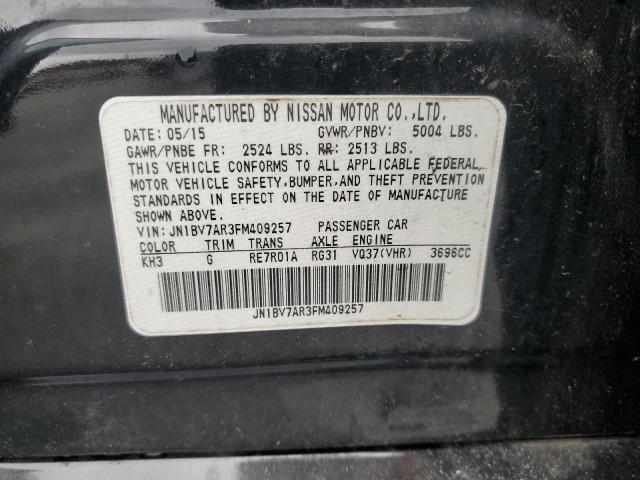 MANUFACTURED BY NISSAN MOTOR CO.,LTD.
DATE: 05/15 GVWR/PNBV: 5004 LBS.
GAWR/PNBE FR: 2524 LBS. RR: 2513 LBS.
THIS VEHICLE CONFORMS TO ALL APPLICABLE FEDERAL
MOTOR VEHICLE SAFETY, BUMPER, AND THEFT PREVENTION
STANDARDS IN EFFECT ON THE DATE OF MANUFACTURE
SHOWN ABOVE.
VIN: JN1BV7AR3FM409257 PASSENGER CAR
COLOR TRIM TRANS AXLE ENGINE
KH3 G RE7R01A RG31 VQ37(VHR) 3696CC
JN1BV7AR3FM409257